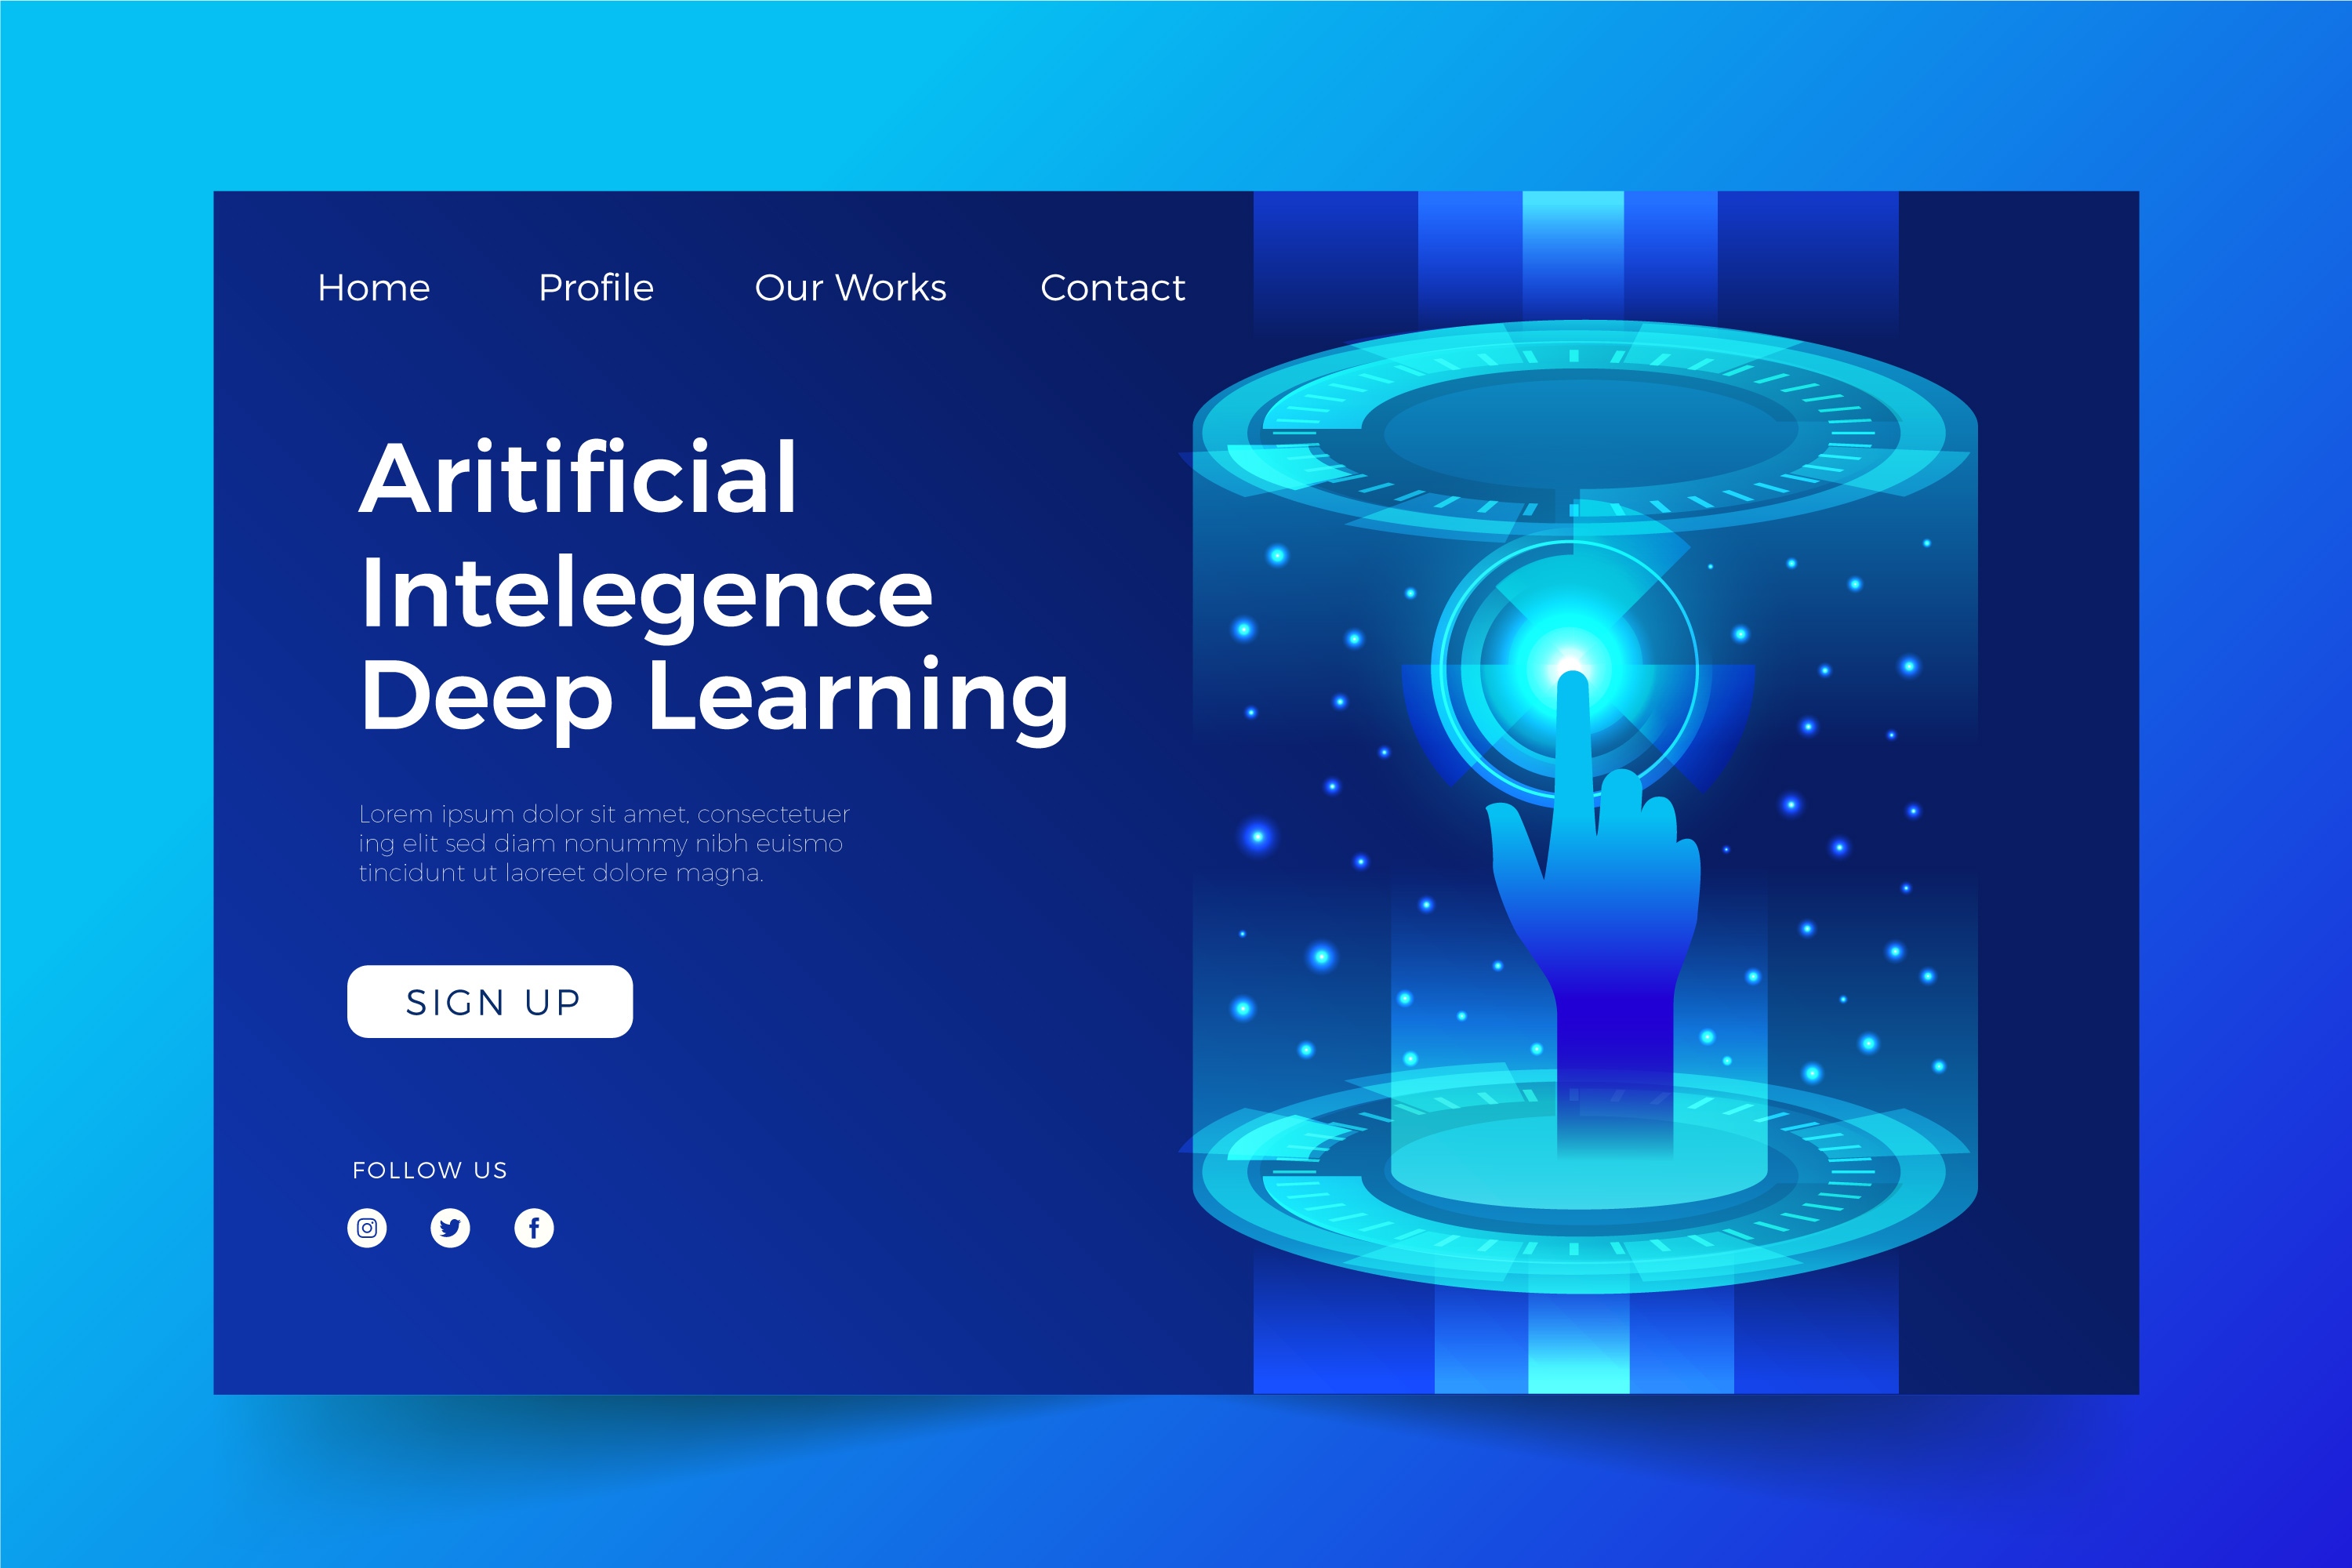 Home Profile Our Works Contact
Aritificial
Intelegence
Deep Learning
Lorem ipsum dolor sit amet, consectetuer
ing elit sed diam nonummy nibh euismo
tincidunt ut laoreet dolore magna.
SIGN UP
FOLLOW US